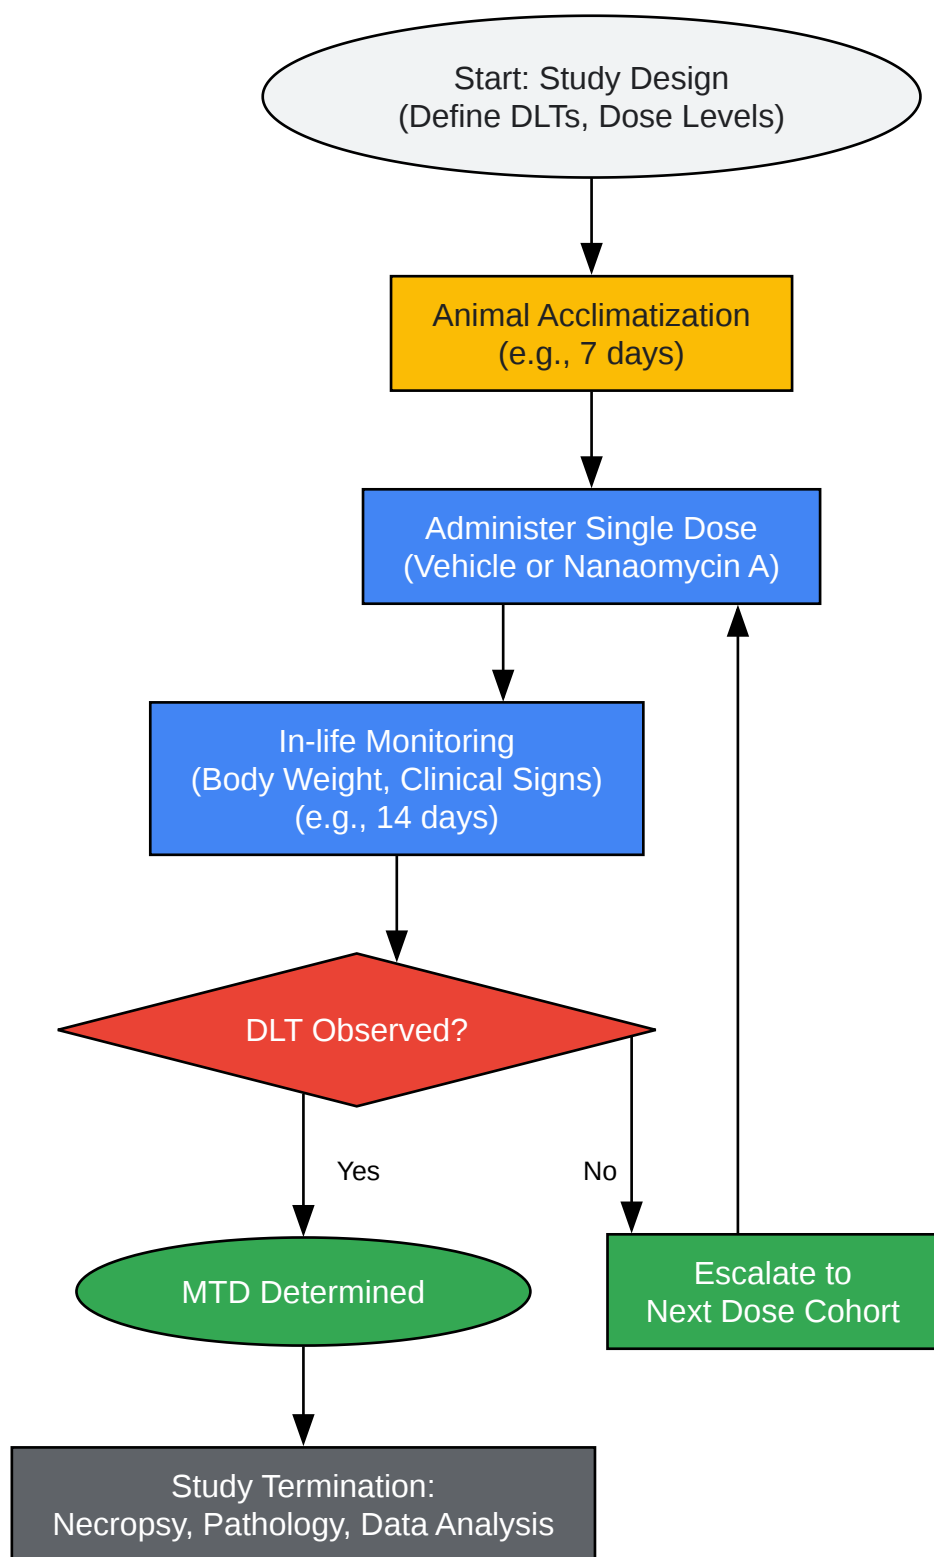 Start: Study Design
(Define DLTs, Dose Levels)
Animal Acclimatization
(e.g., 7 days)
Administer Single Dose
(Vehicle or Nanaomycin A)
In-life Monitoring
(Body Weight, Clinical Signs)
(e.g., 14 days)
DLT Observed?
Yes
No
MTD Determined
Escalate to
Next Dose Cohort
Study Termination:
Necropsy, Pathology, Data Analysis